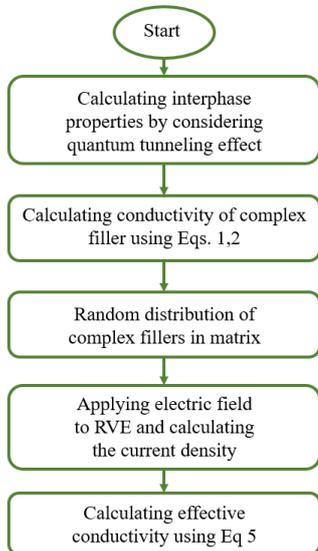 Start
Calculating interphase
properties by considering
quantum tunneling effect
Calculating conductivity of complex
filler using Eqs. 1,2
Random distribution of
complex fillers in matrix
Applying electric field
to RVE and calculating
the current density
Calculating effective
conductivity using Eq 5